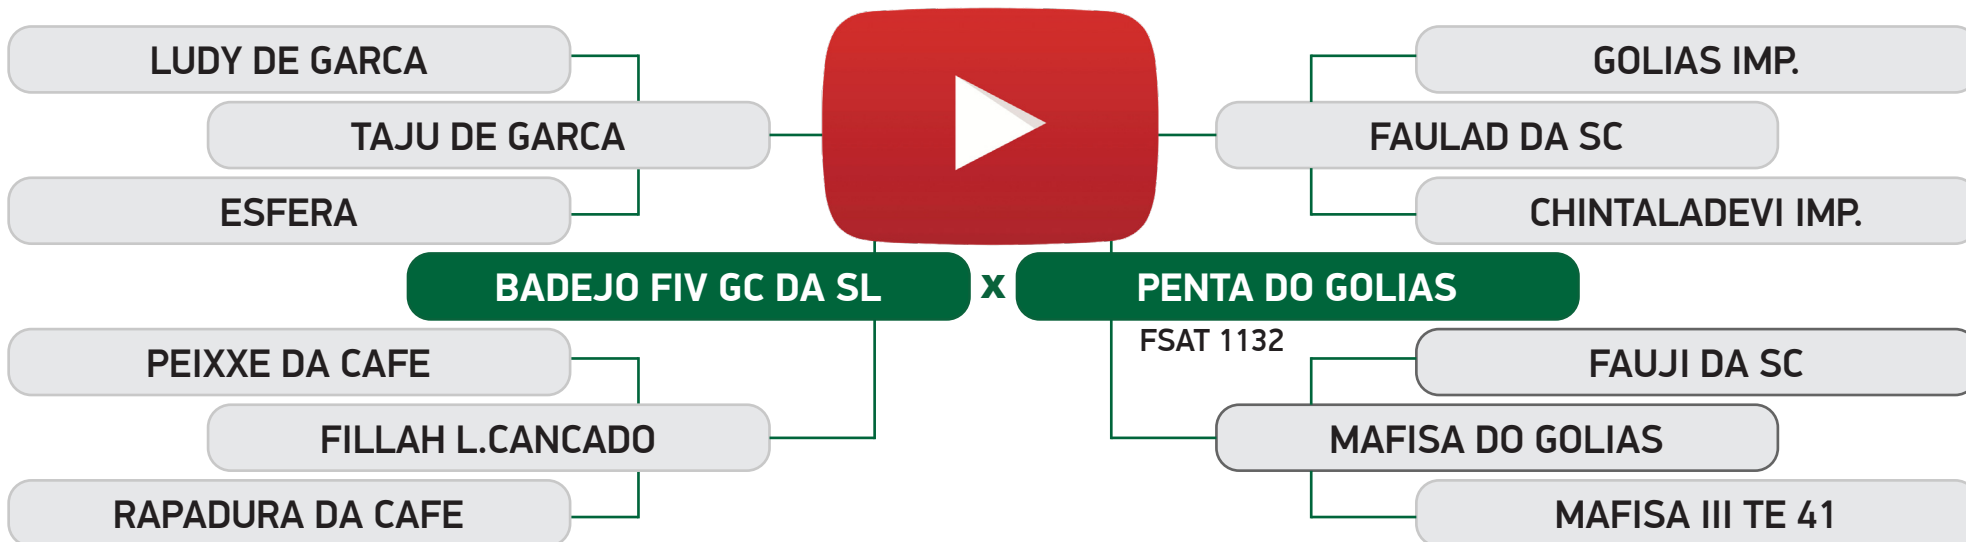 LUDY DE GARCA
GOLIAS IMP.
TAJU DE GARCA
FAULAD DA SC
ESFERA
CHINTALADEVI IMP.
BADEJO FIV GC DA SL x PENTA DO GOLIAS
FSAT 1132
PEIXXE DA CAFE
FAUJI DA SC
FILLAH L.CANCADO
MAFISA DO GOLIAS
RAPADURA DA CAFE
MAFISA III TE 41